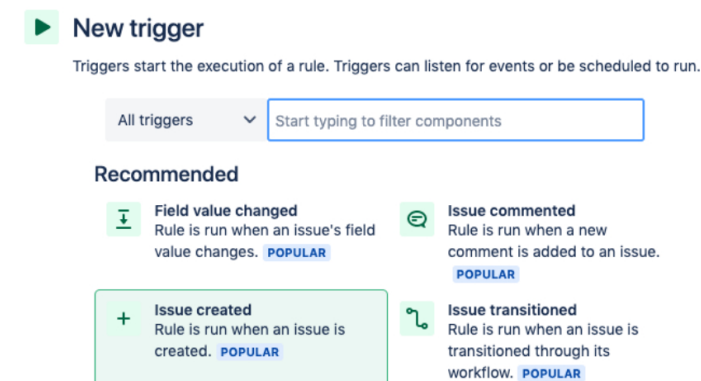 New trigger
Triggers start the execution of a rule. Triggers can listen for events or be scheduled to run.
All triggers
Start typing to filter components
Recommended
Field value changed
Rule is run when an issue's field
value changes. POPULAR
Issue commented
Rule is run when a new
comment is added to an issue.
POPULAR
Issue created
Rule is run when an issue is
created. POPULAR
Issue transitioned
Rule is run when an issue is
transitioned through its
workflow. POPULAR